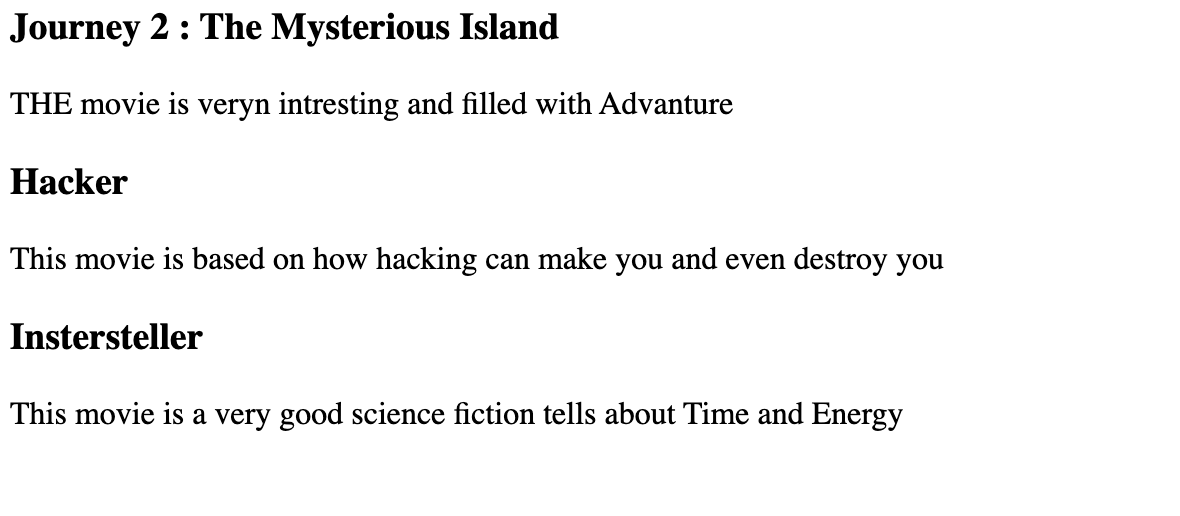 Journey 2 : The Mysterious Island
THE movie is veryn intresting and filled with Advanture
Hacker
This movie is based on how hacking can make you and even destroy you
Instersteller
This movie is a very good science fiction tells about Time and Energy